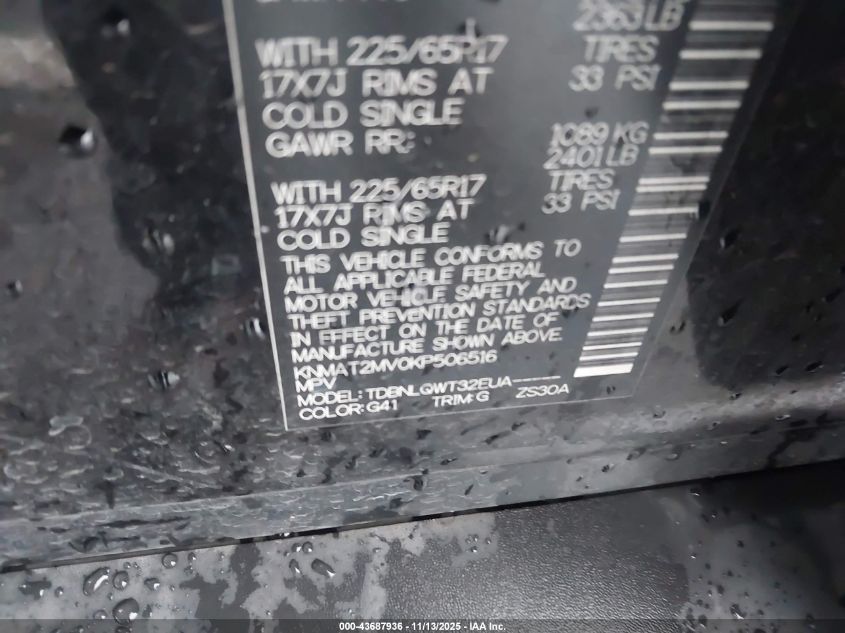 2363 LB
WITH 225/65R17 TIRES
17X7J RIMS AT 33 PSI
COLD SINGLE
GAWR RR: 1089 KG
2401 LB
WITH 225/65R17 TIRES
17X7J RIMS AT 33 PSI
COLD SINGLE
THIS VEHICLE CONFORMS TO
ALL APPLICABLE FEDERAL
MOTOR VEHICLE SAFETY AND
THEFT PREVENTION STANDARDS
IN EFFECT ON THE DATE OF
MANUFACTURE SHOWN ABOVE.
KNMAT2MV0KP506516
MPV
MODEL: TDBNLGWT32EUA-----
COLOR: G41 TRIM: G ZS30A
000-43687936 - 11/13/2025 - IAA Inc.